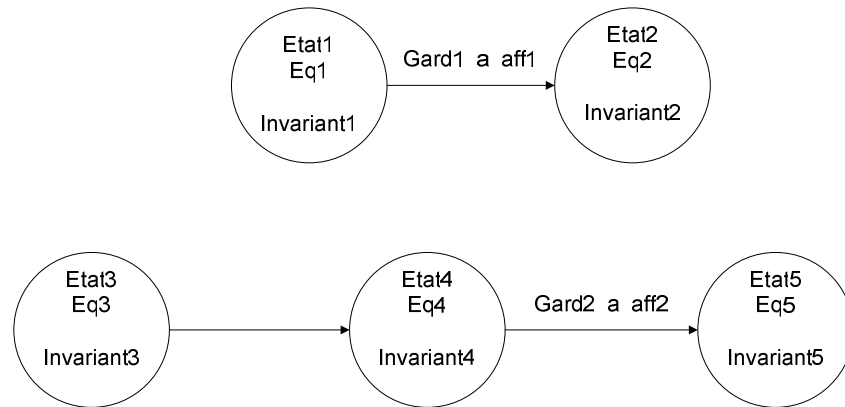 Etat1
Eq1
Invariant1
Gard1 a aff1
Etat2
Eq2
Invariant2
Etat3
Eq3
Invariant3
Etat4
Eq4
Invariant4
Gard2 a aff2
Etat5
Eq5
Invariant5